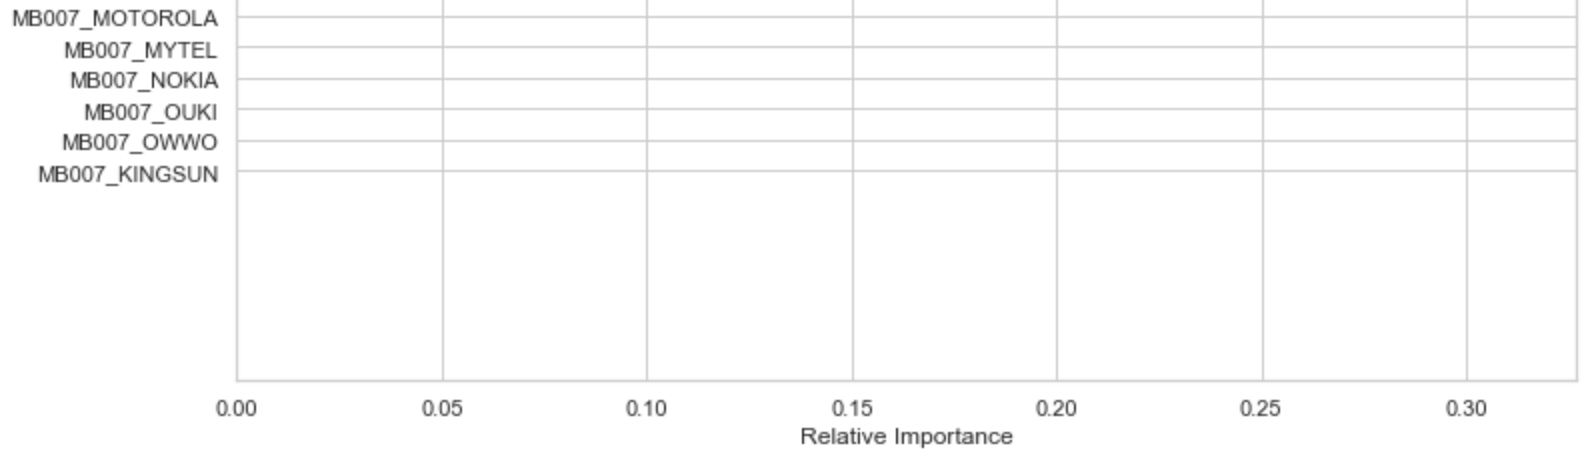 MB007_MOTOROLA
MB007_MYTEL
MB007_NOKIA
MB007_OUKI
MB007_OWWO
MB007_KINGSUN
0.00 0.05 0.10 0.15 0.20 0.25 0.30
Relative Importance